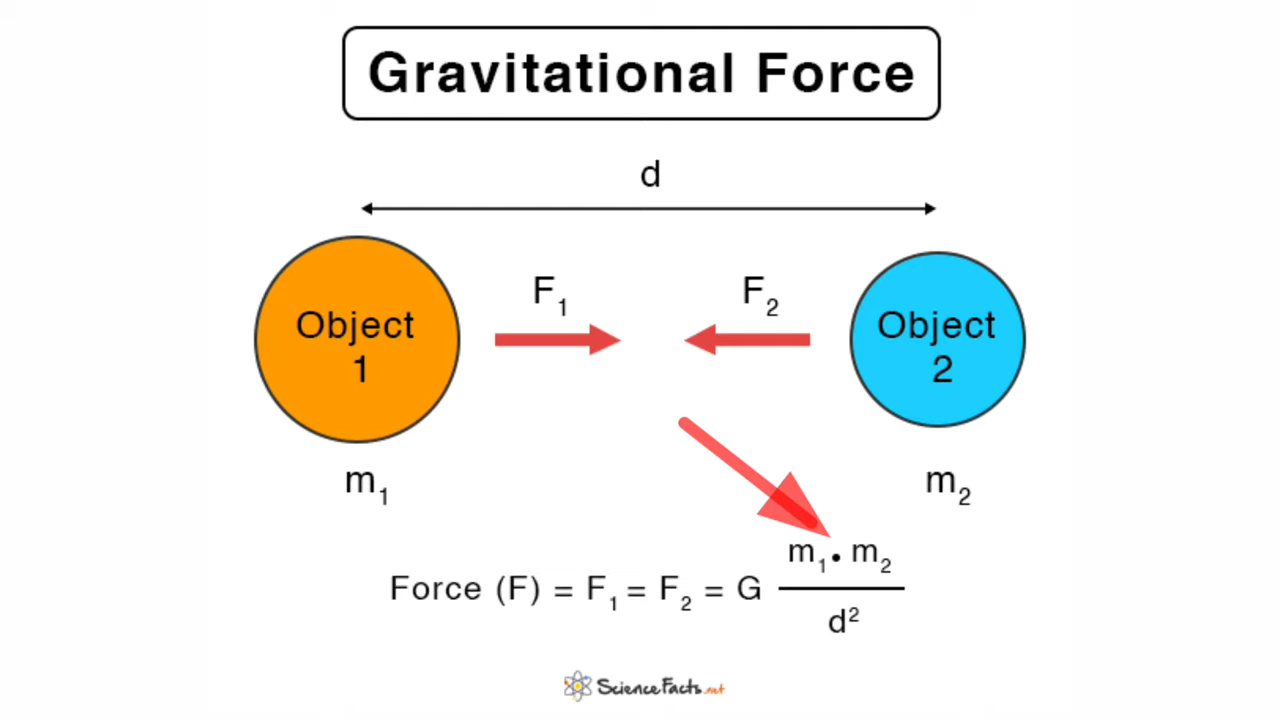 Gravitational Force
d
F₁
F₂
Object
1
Object
2
m₁
m₂
Force (F) = F₁ = F₂ = G m₁ • m₂
d²
ScienceFacts.net